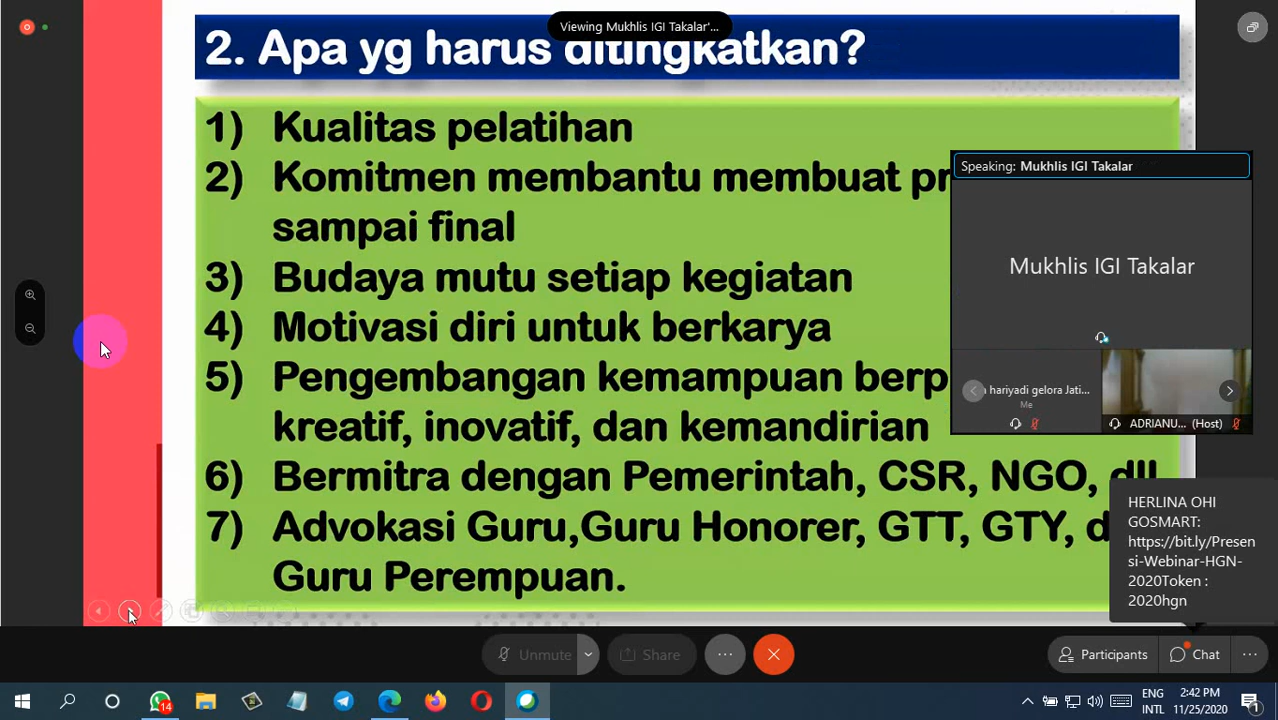 Viewing Mukhlis IGI Takalar'...
2. Apa yg harus ditingkatkan?
1) Kualitas pelatihan
2) Komitmen membantu membuat
sampai final
3) Budaya mutu setiap kegiatan
4) Motivasi diri untuk berkarya
5) Pengembangan kemampuan
kreatif, inovatif, dan kemandirian
6) Bermitra dengan Pemerintah, CSR, NGO, dll
7) Advokasi Guru,Guru Honorer, GTT, GTY,
Guru Perempuan.
Speaking: Mukhlis IGI Takalar
Mukhlis IGI Takalar
hariyadi gelora Jati...
Me
ADRIANU... (Host)
HERLINA OHI
GOSMART:
https://bit.ly/Presen
si-Webinar-HGN-
2020Token :
2020hgn
Unmute
Share
Participants
Chat
14
ENG
INTL
2:42 PM
11/25/2020
1